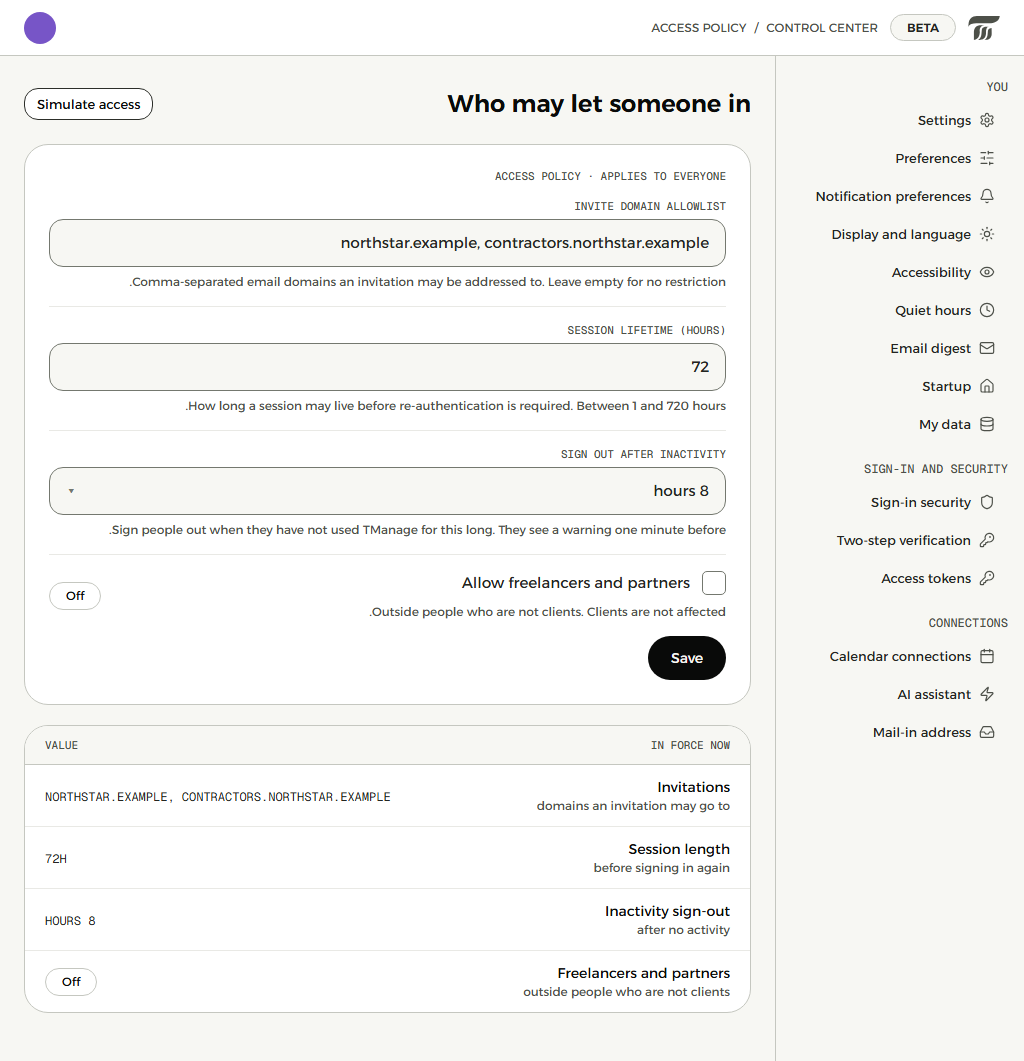 BETA
CONTROL CENTER / ACCESS POLICY
YOU
Settings
Preferences
Notification preferences
Display and language
Accessibility
Quiet hours
Email digest
Startup
My data
SIGN-IN AND SECURITY
Sign-in security
Two-step verification
Access tokens
CONNECTIONS
Calendar connections
AI assistant
Mail-in address
Who may let someone in
Simulate access
ACCESS POLICY · APPLIES TO EVERYONE
INVITE DOMAIN ALLOWLIST
northstar.example, contractors.northstar.example
.Comma-separated email domains an invitation may be addressed to. Leave empty for no restriction
SESSION LIFETIME (HOURS)
72
.How long a session may live before re-authentication is required. Between 1 and 720 hours
SIGN OUT AFTER INACTIVITY
hours 8
.Sign people out when they have not used TManage for this long. They see a warning one minute before
Allow freelancers and partners
Off
.Outside people who are not clients. Clients are not affected
Save
IN FORCE NOW
VALUE
Invitations
domains an invitation may go to
NORTHSTAR.EXAMPLE, CONTRACTORS.NORTHSTAR.EXAMPLE
Session length
before signing in again
72H
Inactivity sign-out
after no activity
HOURS 8
Freelancers and partners
outside people who are not clients
Off